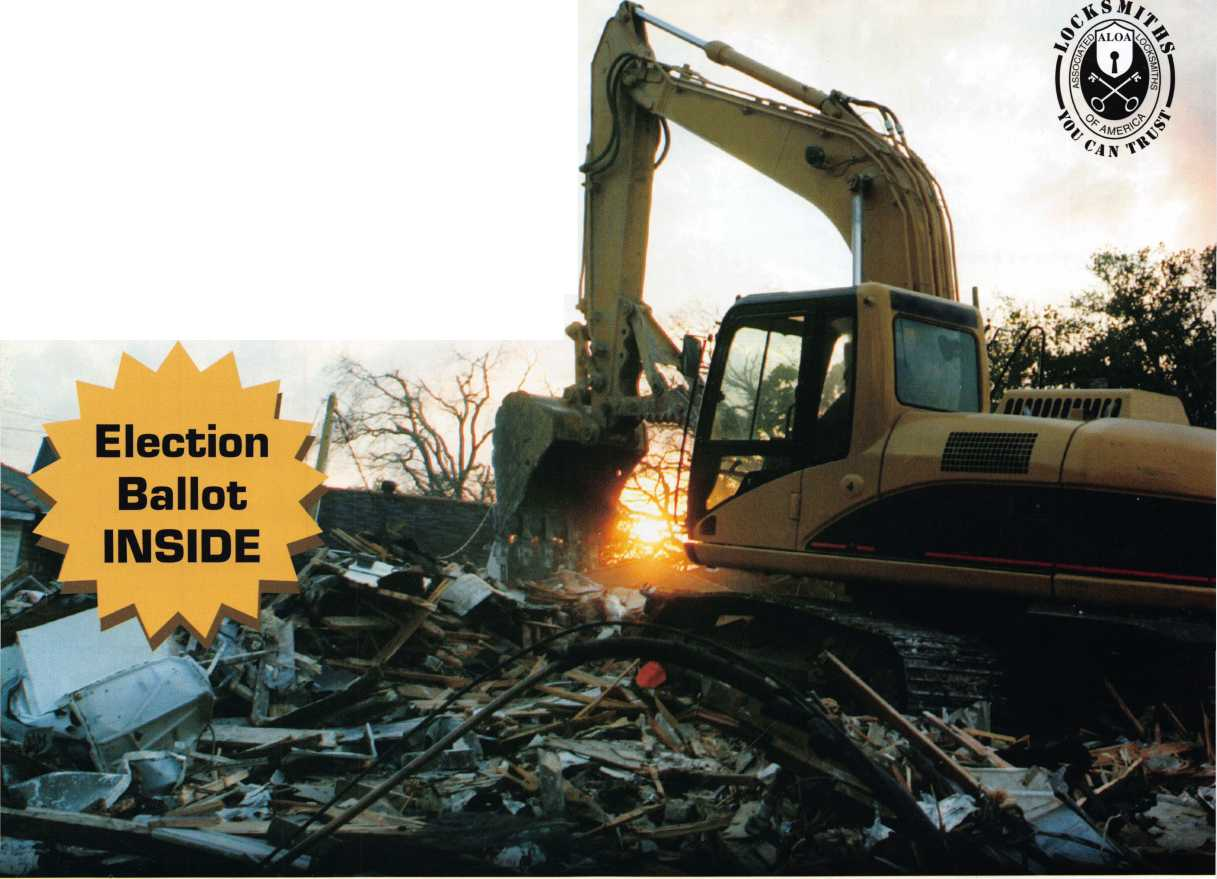 LOCKSMITHS
ASSOCIATED LOCKSMITHS
ALOA
OF AMERICA
YOU CAN TRUST
Election
Ballot
INSIDE